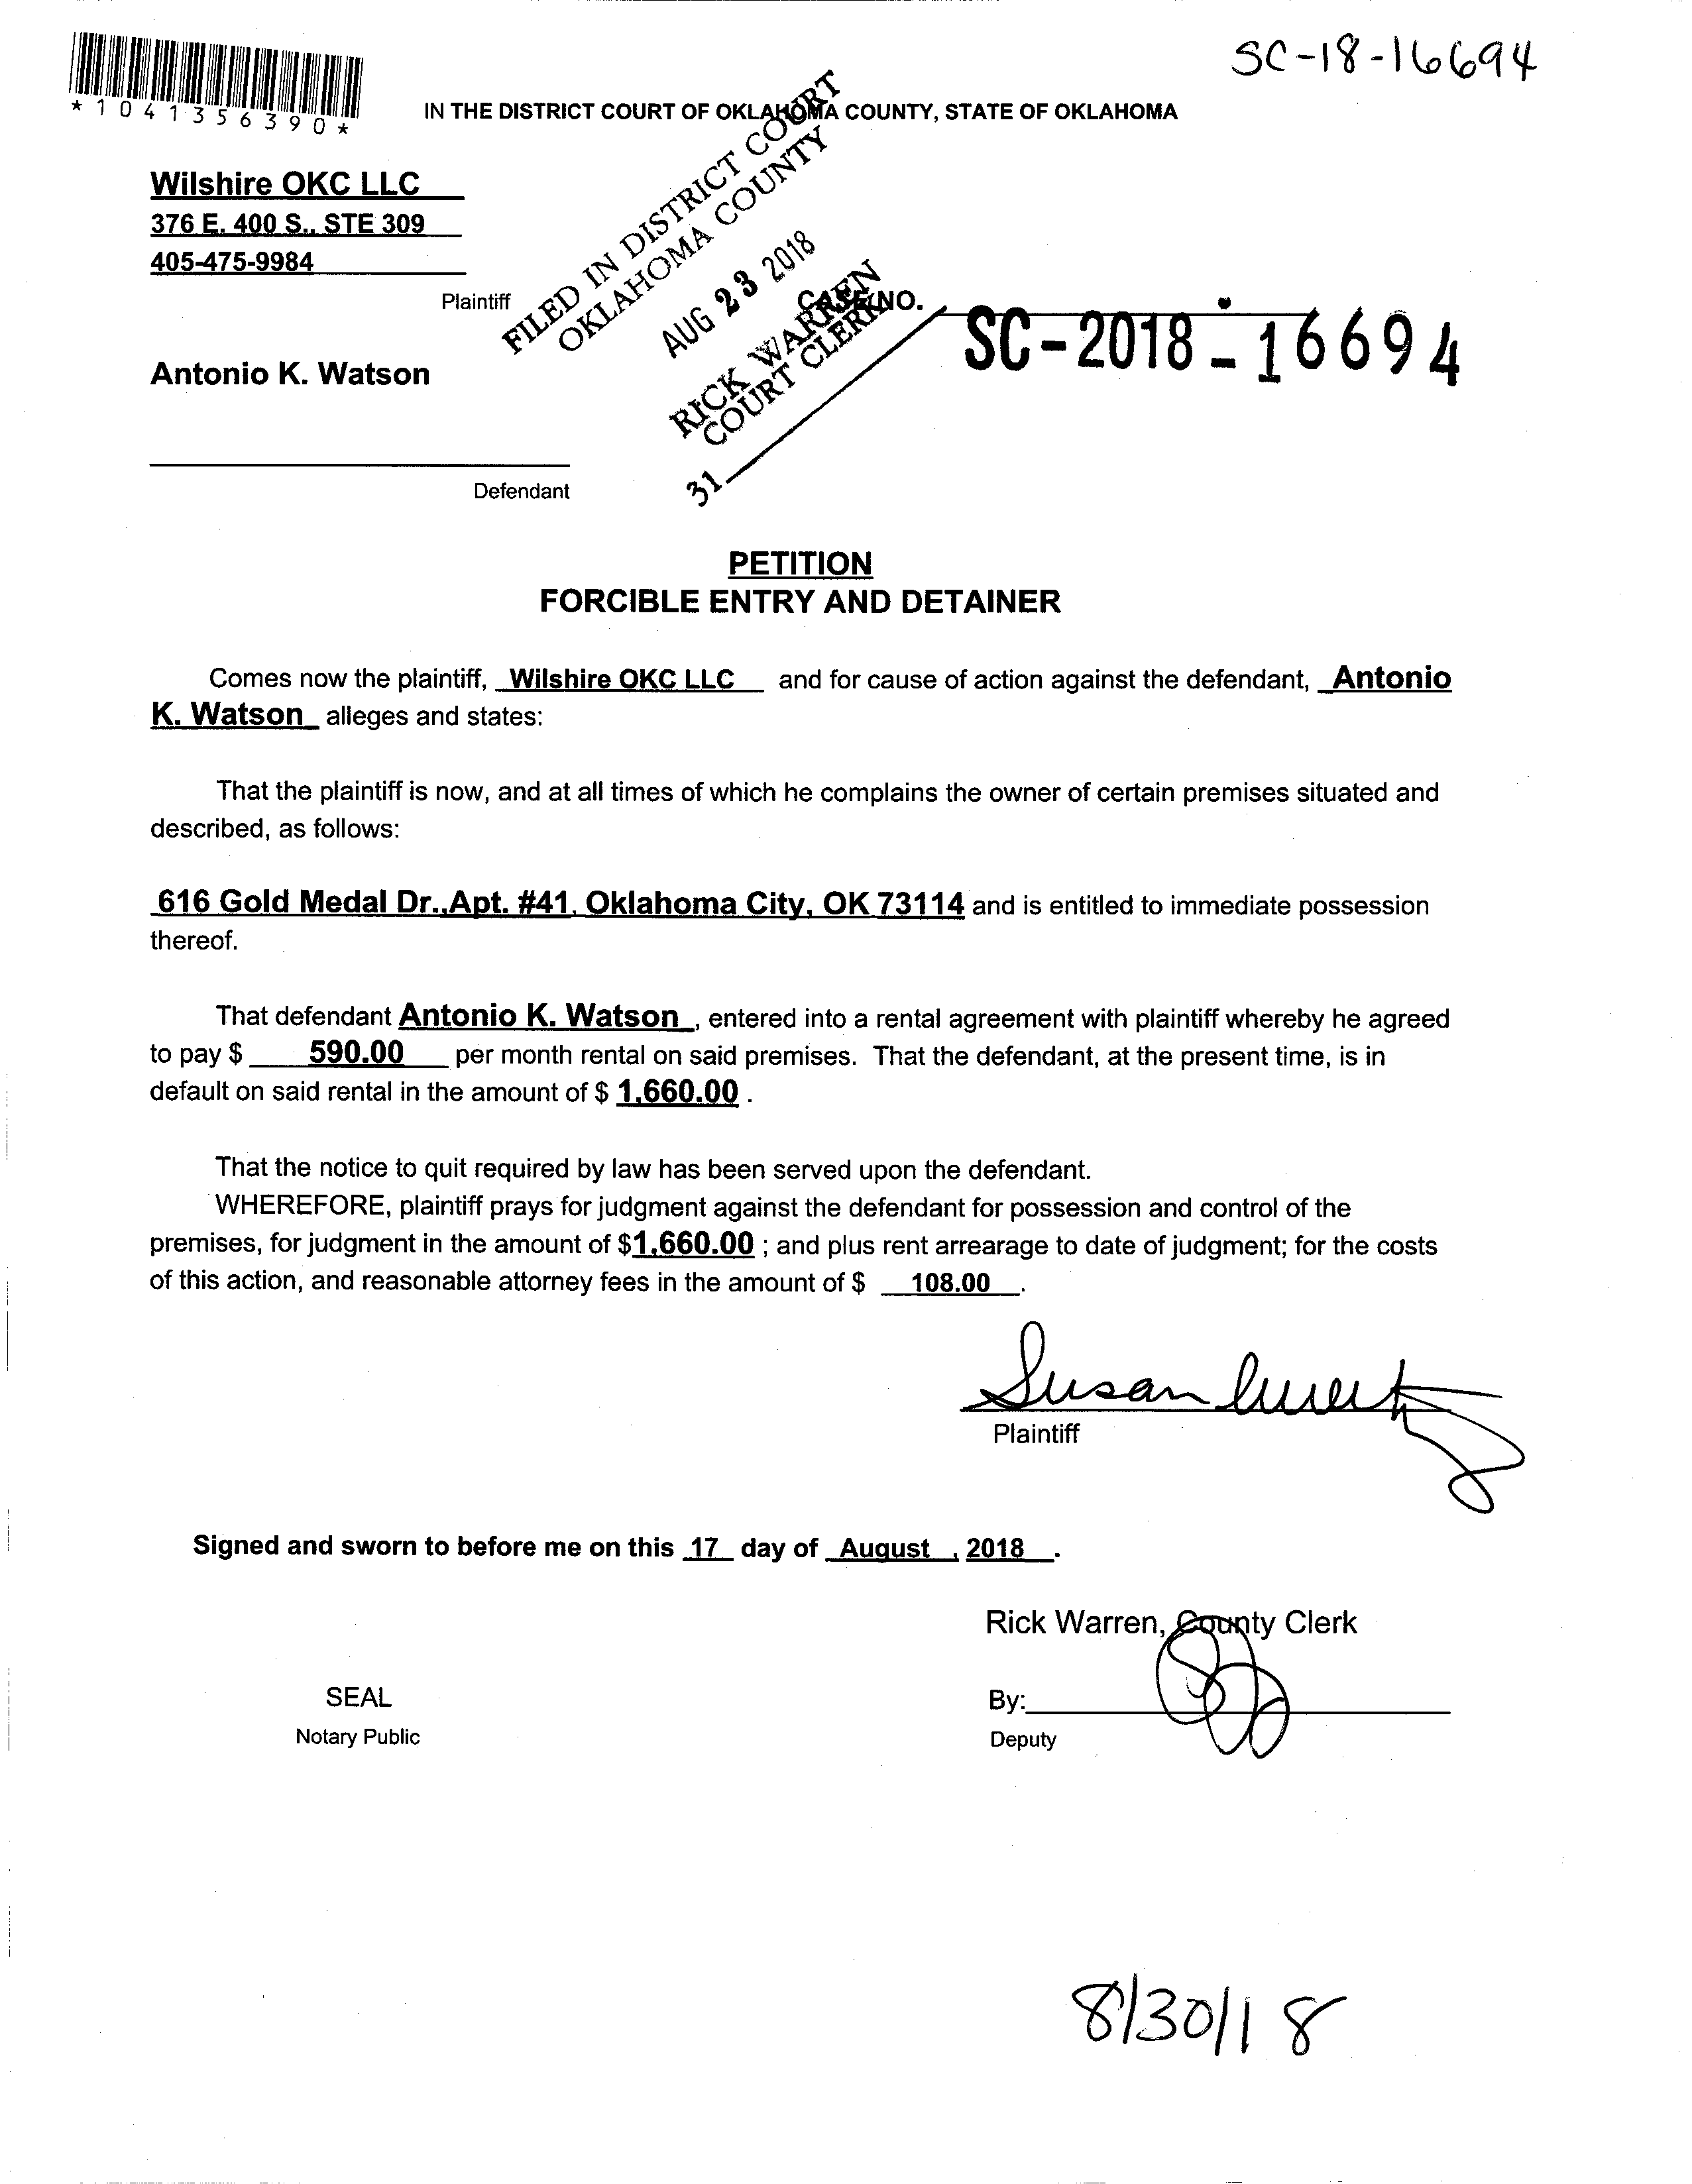 SC-18-16694
*1041356390*
IN THE DISTRICT COURT OF OKLAHOMA COUNTY, STATE OF OKLAHOMA
Wilshire OKC LLC
376 E. 400 S.. STE 309
405-475-9984
Plaintiff
FILED IN DISTRICT COURT
OKLAHOMA COUNTY
AUG 23 2018
RICK WARREN
COURT CLERK
31
CASE NO.
SC-2018-16694
Antonio K. Watson
Defendant
PETITION
FORCIBLE ENTRY AND DETAINER
Comes now the plaintiff, Wilshire OKC LLC and for cause of action against the defendant, Antonio
K. Watson alleges and states:
That the plaintiff is now, and at all times of which he complains the owner of certain premises situated and
described, as follows:
616 Gold Medal Dr.,Apt. #41, Oklahoma City, OK 73114 and is entitled to immediate possession
thereof.
That defendant Antonio K. Watson , entered into a rental agreement with plaintiff whereby he agreed
to pay $ 590.00 per month rental on said premises. That the defendant, at the present time, is in
default on said rental in the amount of $ 1,660.00 .
That the notice to quit required by law has been served upon the defendant.
WHEREFORE, plaintiff prays for judgment against the defendant for possession and control of the
premises, for judgment in the amount of $1,660.00 ; and plus rent arrearage to date of judgment; for the costs
of this action, and reasonable attorney fees in the amount of $ 108.00 .
Susan
Plaintiff
Signed and sworn to before me on this 17 day of August , 2018 .
Rick Warren, County Clerk
SEAL
By:
Notary Public
Deputy
8/30/18